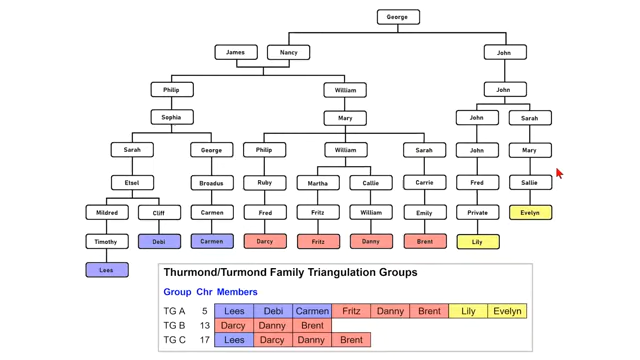 George
James Nancy John
Philip William John
Sophia Mary John Sarah
Sarah George Philip William Sarah John Mary
Etsel Broadus Ruby Martha Callie Carrie Fred Sallie
Mildred Cliff Carmen Fred Fritz William Emily Private Evelyn
Timothy Debi Carmen Darcy Fritz Danny Brent Lily
Lees
Thurmond/Turmond Family Triangulation Groups
Group Chr Members
TG A 5 Lees Debi Carmen Fritz Danny Brent Lily Evelyn
TG B 13 Darcy Danny Brent
TG C 17 Lees Darcy Danny Brent